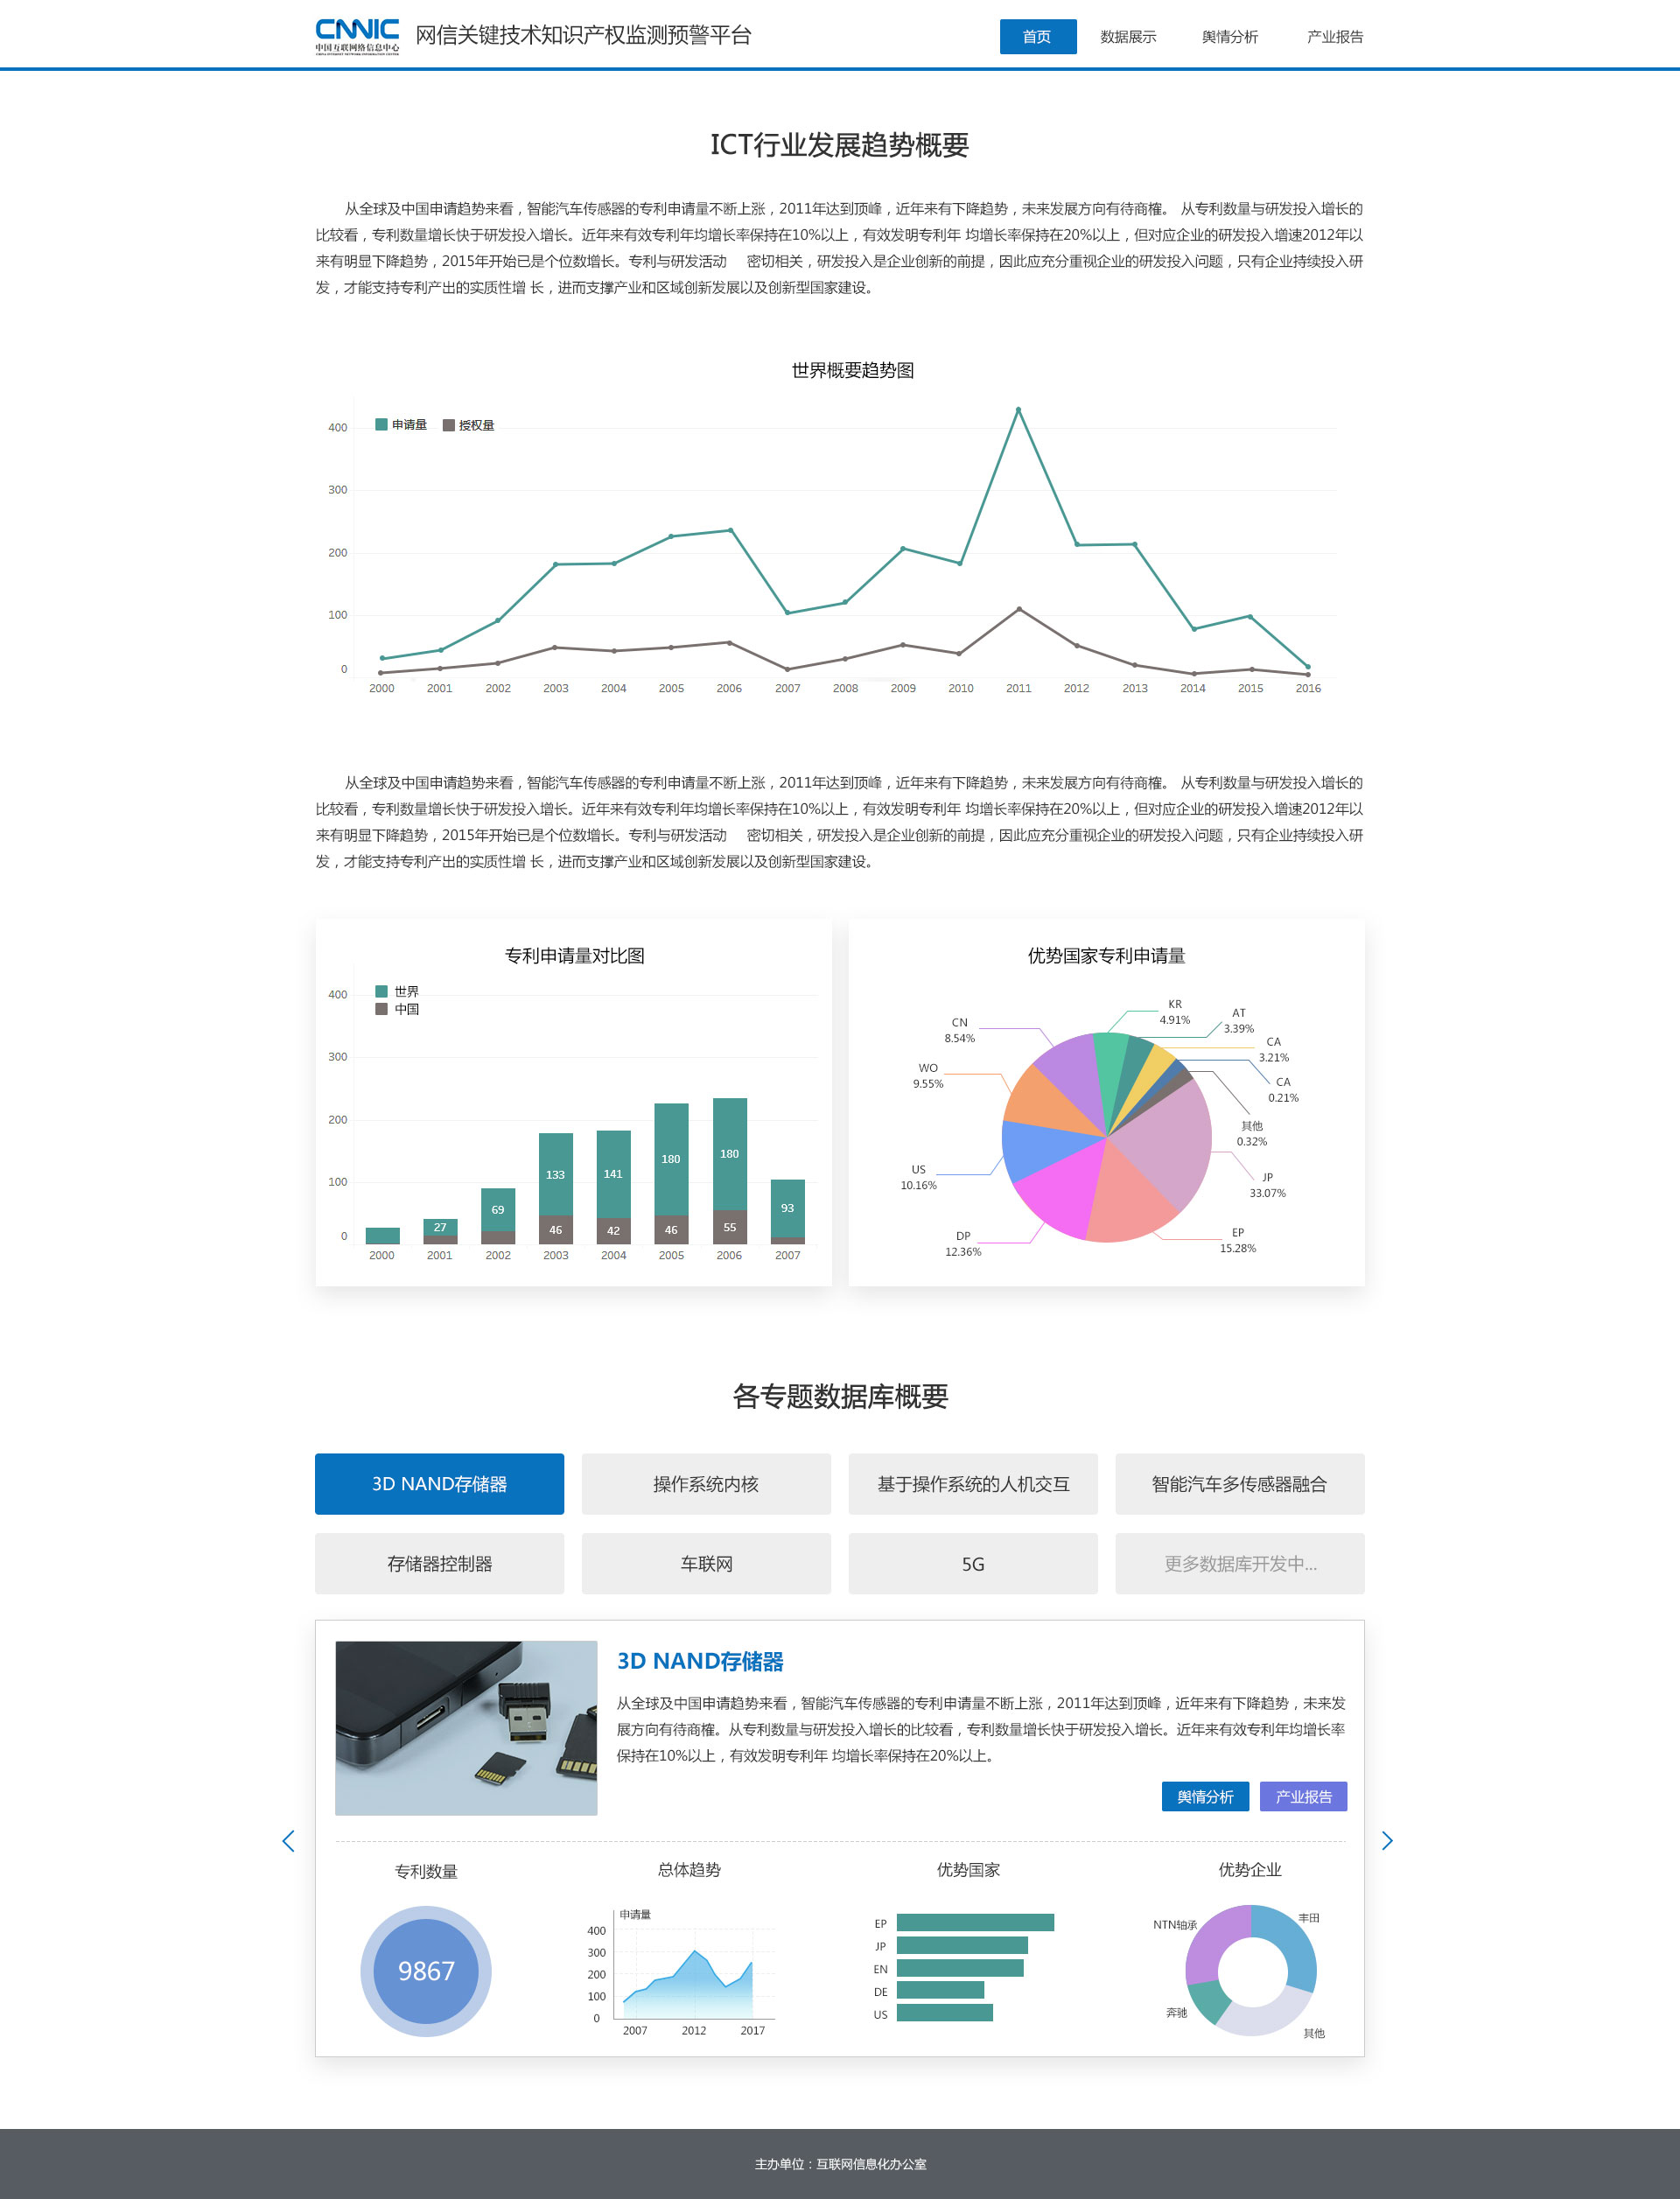 CNNIC
中国互联网络信息中心
CHINA INTERNET NETWORK INFORMATION CENTER
网信关键技术知识产权监测预警平台
首页
数据展示
舆情分析
产业报告
ICT行业发展趋势概要
从全球及中国申请趋势来看，智能汽车传感器的专利申请量不断上涨，2011年达到顶峰，近年来有下降趋势，未来发展方向有待商榷。 从专利数量与研发投入增长的
比较看，专利数量增长快于研发投入增长。近年来有效专利年均增长率保持在10%以上，有效发明专利年 均增长率保持在20%以上，但对应企业的研发投入增速2012年以
来有明显下降趋势，2015年开始已是个位数增长。专利与研发活动 密切相关，研发投入是企业创新的前提，因此应充分重视企业的研发投入问题，只有企业持续投入研
发，才能支持专利产出的实质性增 长，进而支撑产业和区域创新发展以及创新型国家建设。
世界概要趋势图
申请量 授权量
400
300
200
100
0
2000 2001 2002 2003 2004 2005 2006 2007 2008 2009 2010 2011 2012 2013 2014 2015 2016
从全球及中国申请趋势来看，智能汽车传感器的专利申请量不断上涨，2011年达到顶峰，近年来有下降趋势，未来发展方向有待商榷。 从专利数量与研发投入增长的
比较看，专利数量增长快于研发投入增长。近年来有效专利年均增长率保持在10%以上，有效发明专利年 均增长率保持在20%以上，但对应企业的研发投入增速2012年以
来有明显下降趋势，2015年开始已是个位数增长。专利与研发活动 密切相关，研发投入是企业创新的前提，因此应充分重视企业的研发投入问题，只有企业持续投入研
发，才能支持专利产出的实质性增 长，进而支撑产业和区域创新发展以及创新型国家建设。
专利申请量对比图
世界
中国
400
300
200
100
0
27
69
133
46
141
42
180
46
180
55
93
2000 2001 2002 2003 2004 2005 2006 2007
优势国家专利申请量
KR
4.91%
AT
3.39%
CA
3.21%
CA
0.21%
其他
0.32%
JP
33.07%
EP
15.28%
DP
12.36%
US
10.16%
WO
9.55%
CN
8.54%
各专题数据库概要
3D NAND存储器
操作系统内核
基于操作系统的人机交互
智能汽车多传感器融合
存储器控制器
车联网
5G
更多数据库开发中...
3D NAND存储器
从全球及中国申请趋势来看，智能汽车传感器的专利申请量不断上涨，2011年达到顶峰，近年来有下降趋势，未来发
展方向有待商榷。从专利数量与研发投入增长的比较看，专利数量增长快于研发投入增长。近年来有效专利年均增长率
保持在10%以上，有效发明专利年 均增长率保持在20%以上。
舆情分析
产业报告
专利数量
9867
总体趋势
申请量
400
300
200
100
0
2007 2012 2017
优势国家
EP
JP
EN
DE
US
优势企业
NTN轴承
丰田
奔驰
其他
主办单位：互联网信息化办公室